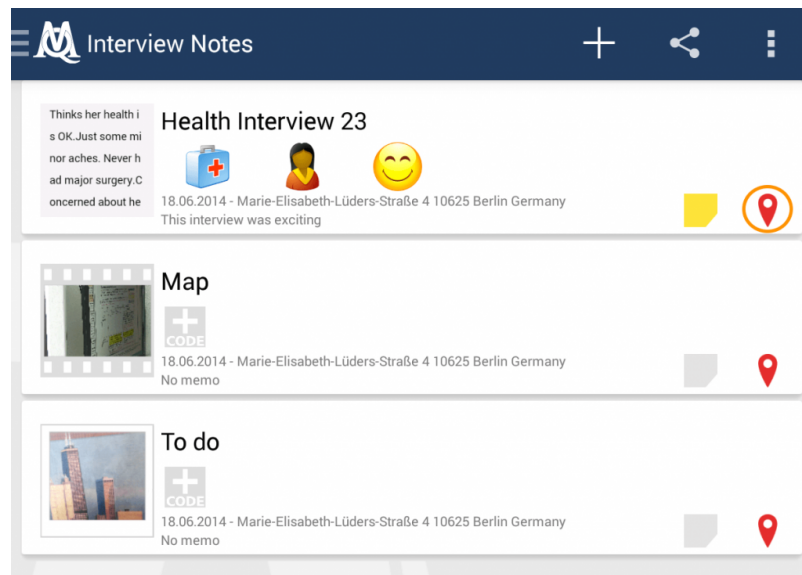 Interview Notes
Thinks her health i
s OK.Just some mi
nor aches. Never h
ad major surgery.C
oncerned about he
Health Interview 23
18.06.2014 - Marie-Elisabeth-Lüders-Straße 4 10625 Berlin Germany
This interview was exciting
Map
CODE
18.06.2014 - Marie-Elisabeth-Lüders-Straße 4 10625 Berlin Germany
No memo
To do
CODE
18.06.2014 - Marie-Elisabeth-Lüders-Straße 4 10625 Berlin Germany
No memo